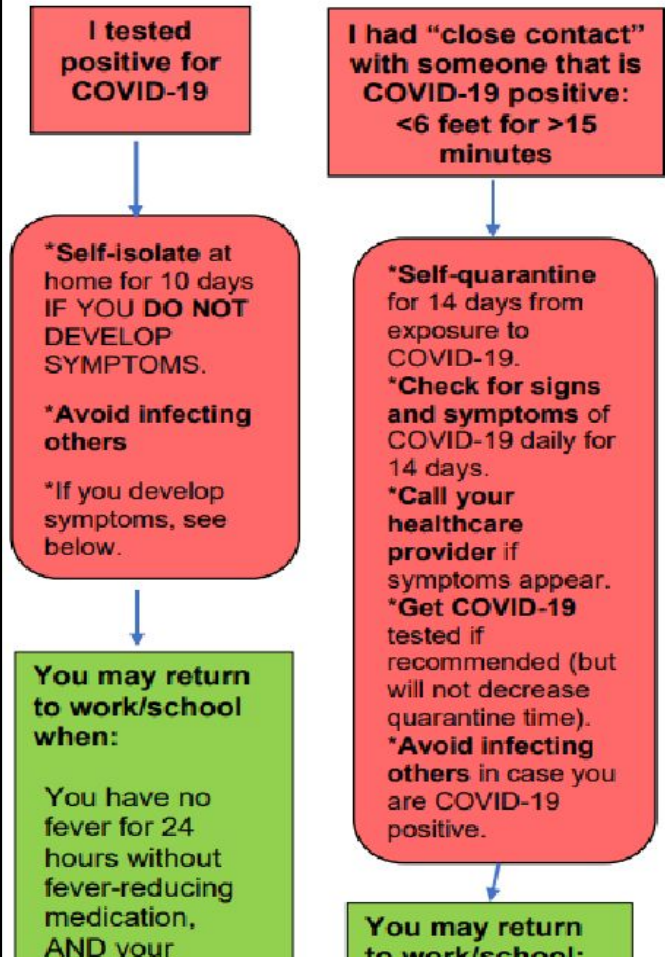 I tested
positive for
COVID-19
*Self-isolate at
home for 10 days
IF YOU DO NOT
DEVELOP
SYMPTOMS.
*Avoid infecting
others
*If you develop
symptoms, see
below.
You may return
to work/school
when:
You have no
fever for 24
hours without
fever-reducing
medication,
AND your
I had “close contact”
with someone that is
COVID-19 positive:
<6 feet for >15
minutes
*Self-quarantine
for 14 days from
exposure to
COVID-19.
*Check for signs
and symptoms of
COVID-19 daily for
14 days.
*Call your
healthcare
provider if
symptoms appear.
*Get COVID-19
tested if
recommended (but
will not decrease
quarantine time).
*Avoid infecting
others in case you
are COVID-19
positive.
You may return
to work/school: